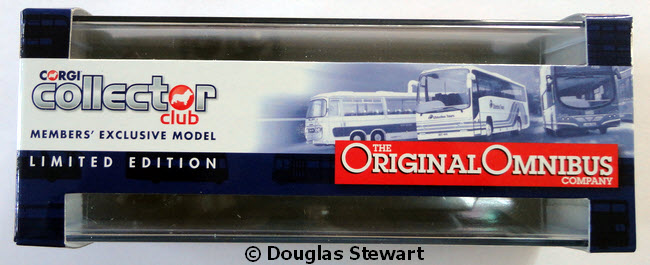 CORGI
collector
club
MEMBERS' EXCLUSIVE MODEL
LIMITED EDITION
THE
ORIGINAL OMNIBUS
COMPANY
© Douglas Stewart